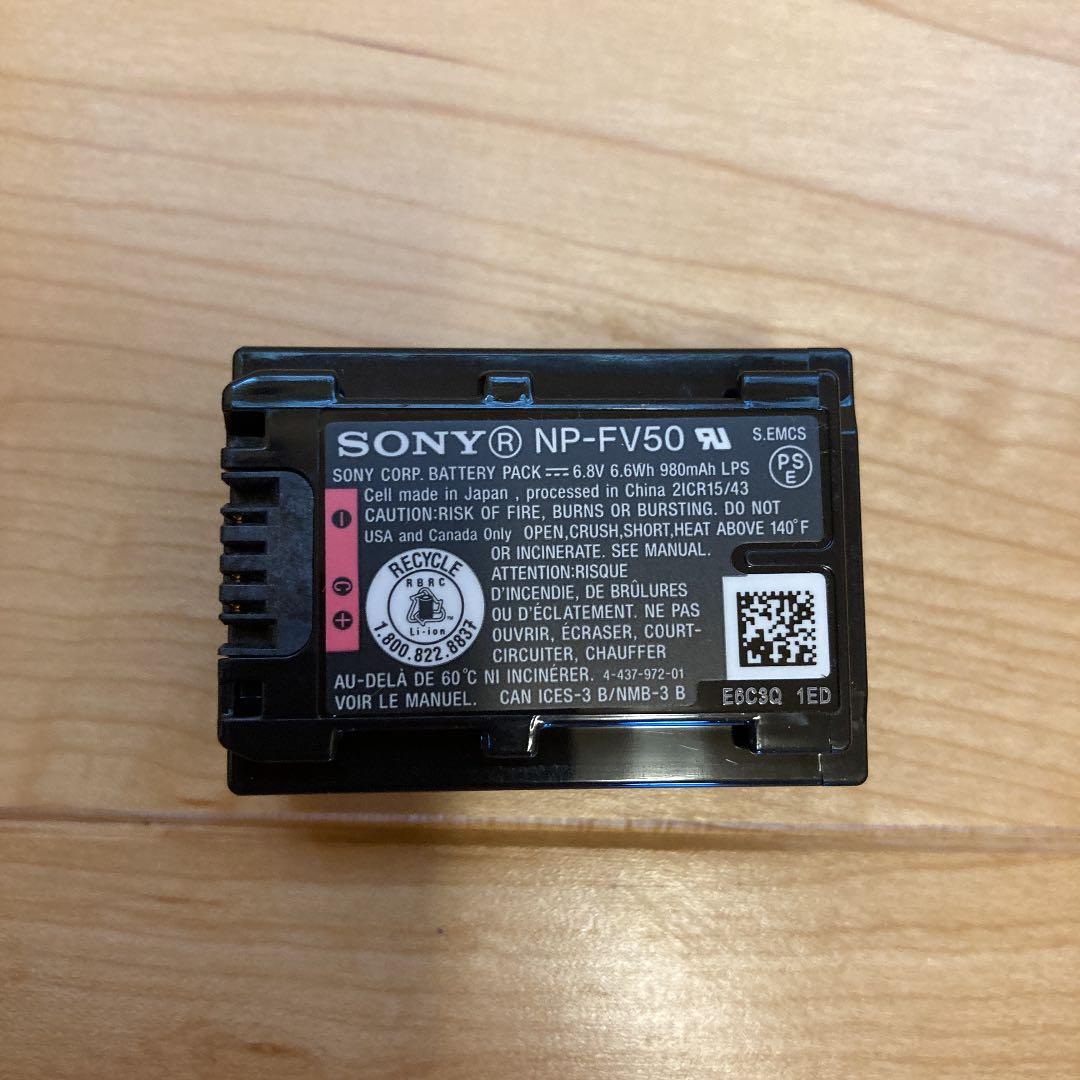 SONY® NP-FV50
S.EMCS
SONY CORP. BATTERY PACK ⎓ 6.8V 6.6Wh 980mAh LPS
PS
E
Cell made in Japan , processed in China 2ICR15/43
CAUTION:RISK OF FIRE, BURNS OR BURSTING. DO NOT
USA and Canada Only OPEN,CRUSH,SHORT,HEAT ABOVE 140°F
OR INCINERATE. SEE MANUAL.
ATTENTION:RISQUE
D'INCENDIE, DE BRÛLURES
OU D'ÉCLATEMENT. NE PAS
OUVRIR, ÉCRASER, COURT-
CIRCUITER, CHAUFFER
AU-DELÀ DE 60°C NI INCINÉRER. 4-437-972-01
VOIR LE MANUEL. CAN ICES-3 B/NMB-3 B
− C +
RECYCLE
RBRC
TM
Li-ion
1.800.822.8837
E6C3Q 1ED